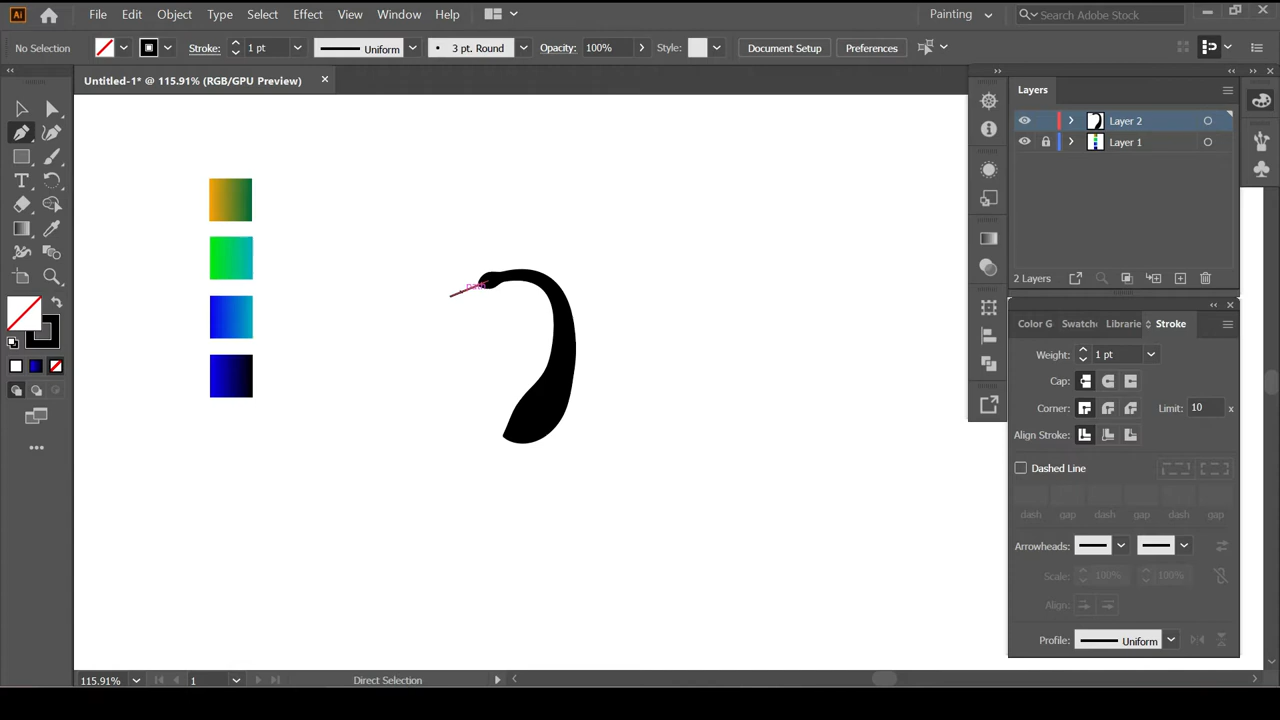 Ai File Edit Object Type Select Effect View Window Help Painting Search Adobe Stock
No Selection Stroke: 1 pt Uniform 3 pt. Round Opacity: 100% Style: Document Setup Preferences
Untitled-1* @ 115.91% (RGB/GPU Preview)
Layers
Layer 2
Layer 1
2 Layers
Color G Swatche Librarie Stroke
Weight: 1 pt
Cap:
Corner: Limit: 10 x
Align Stroke:
Dashed Line
dash gap dash gap dash gap
Arrowheads:
Scale: 100% 100%
Align:
Profile: Uniform
path
115.91% 1 Direct Selection